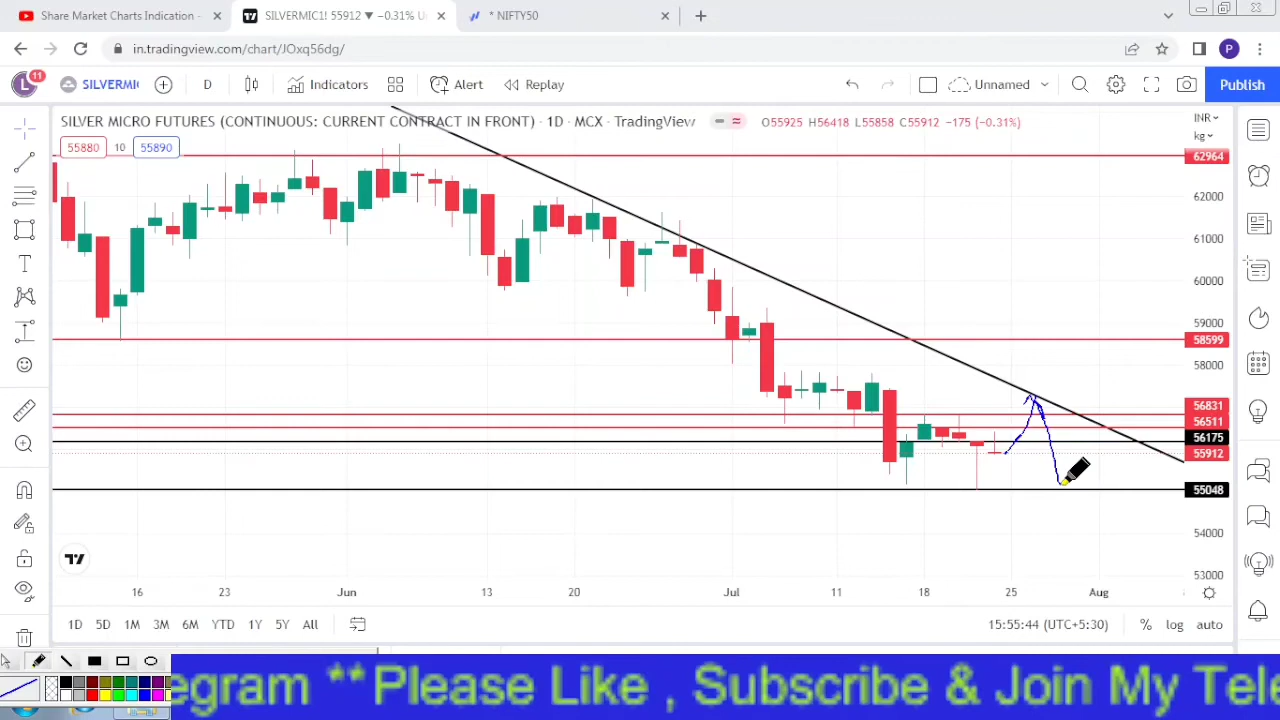 Share Market Charts Indication -
SILVERMIC1! 55912 ▼ −0.31% U
* NIFTY50
in.tradingview.com/chart/JOxq56dg/
P
L 11
SILVERMI
D
Indicators
Alert
Replay
Unnamed
Publish
SILVER MICRO FUTURES (CONTINUOUS: CURRENT CONTRACT IN FRONT) · 1D · MCX · TradingView
O55925 H56418 L55858 C55912 −175 (−0.31%)
INR
kg
55880 10 55890
62964
62000
61000
60000
59000
58599
58000
56831
56511
56175
55912
55048
54000
53000
16 23 Jun 13 20 Jul 11 18 25 Aug
1D 5D 1M 3M 6M YTD 1Y 5Y All
15:55:44 (UTC+5:30) % log auto
egram **Please Like , Subscribe & Join My Tele